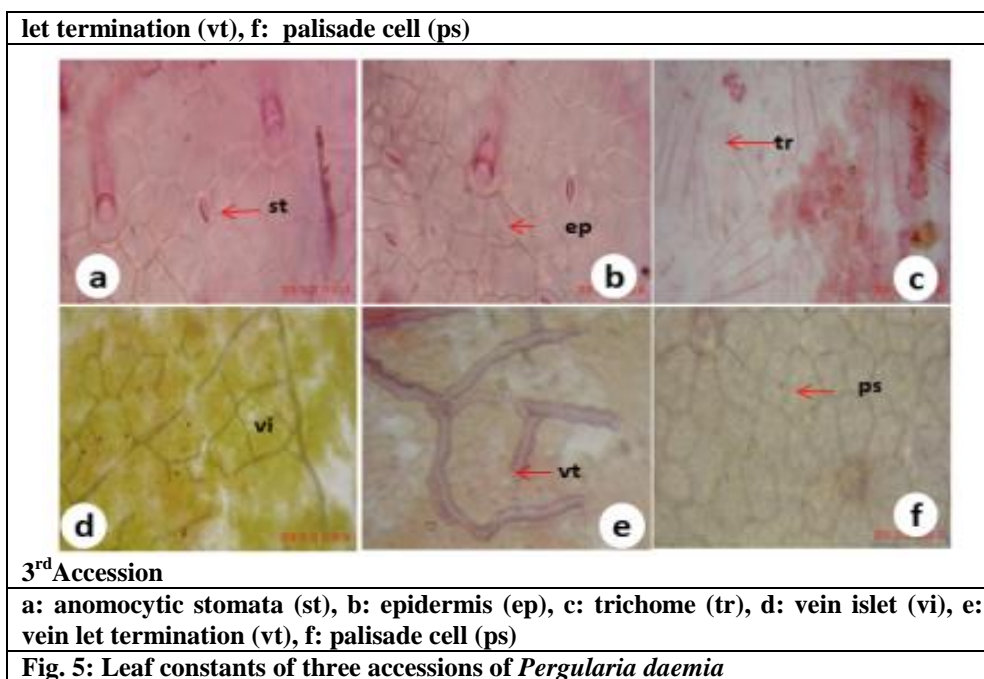 let termination (vt), f: palisade cell (ps)
st
ep
tr
a
b
c
vi
vt
ps
d
e
f
3rdAccession
a: anomocytic stomata (st), b: epidermis (ep), c: trichome (tr), d: vein islet (vi), e:
vein let termination (vt), f: palisade cell (ps)
Fig. 5: Leaf constants of three accessions of Pergularia daemia